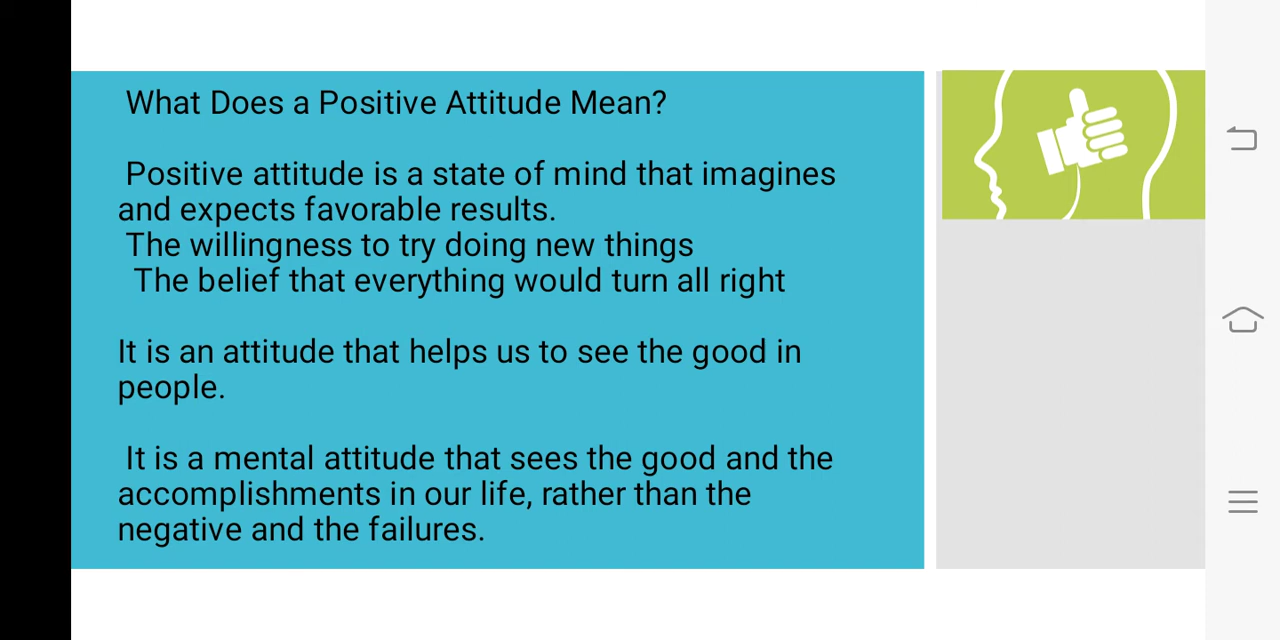 What Does a Positive Attitude Mean?
Positive attitude is a state of mind that imagines
and expects favorable results.
The willingness to try doing new things
The belief that everything would turn all right
It is an attitude that helps us to see the good in
people.
It is a mental attitude that sees the good and the
accomplishments in our life, rather than the
negative and the failures.